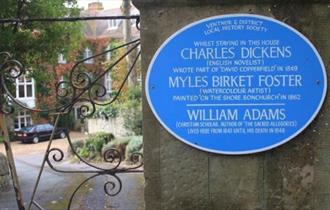 VENTNOR & DISTRICT
LOCAL HISTORY SOCIETY
WHILST STAYING IN THIS HOUSE
CHARLES DICKENS
(ENGLISH NOVELIST)
WROTE PART OF 'DAVID COPPERFIELD' IN 1849
MYLES BIRKET FOSTER
(WATERCOLOUR ARTIST)
PAINTED 'ON THE SHORE BONCHURCH' IN 1862
WILLIAM ADAMS
(CHRISTIAN SCHOLAR, AUTHOR OF 'THE SACRED ALLEGORIES')
LIVED HERE FROM 1841 UNTIL HIS DEATH IN 1848